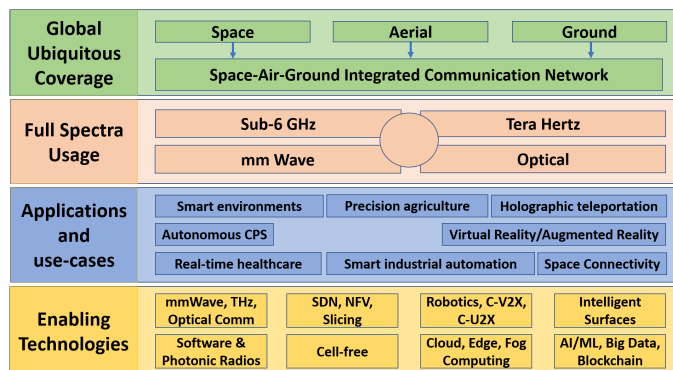 Global
Ubiquitous
Coverage
Space
Aerial
Ground
Space-Air-Ground Integrated Communication Network
Full Spectra
Usage
Sub-6 GHz
Tera Hertz
mm Wave
Optical
Applications
and
use-cases
Smart environments
Precision agriculture
Holographic teleportation
Autonomous CPS
Virtual Reality/Augmented Reality
Real-time healthcare
Smart industrial automation
Space Connectivity
Enabling
Technologies
mmWave, THz,
Optical Comm
SDN, NFV,
Slicing
Robotics, C-V2X,
C-U2X
Intelligent
Surfaces
Software &
Photonic Radios
Cell-free
Cloud, Edge, Fog
Computing
AI/ML, Big Data,
Blockchain